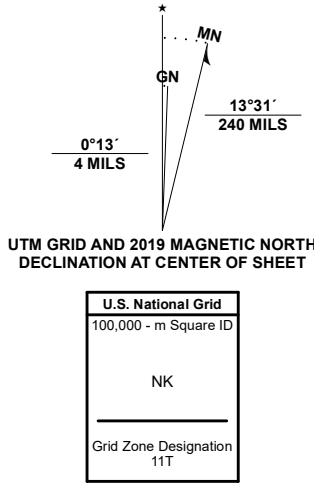 MN
GN
13°31´
240 MILS
0°13´
4 MILS
UTM GRID AND 2019 MAGNETIC NORTH
DECLINATION AT CENTER OF SHEET
U.S. National Grid
100,000 - m Square ID
NK
Grid Zone Designation
11T